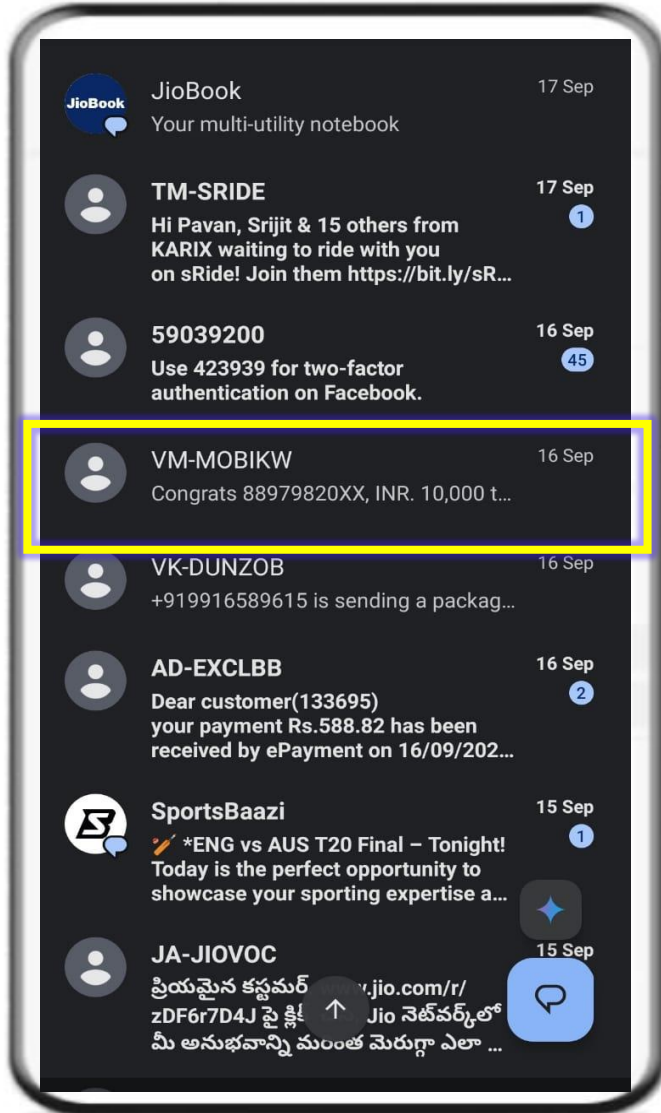 JioBook
JioBook
17 Sep
Your multi-utility notebook
TM-SRIDE
17 Sep
Hi Pavan, Srijit & 15 others from
1
KARIX waiting to ride with you
on sRide! Join them https://bit.ly/sR...
59039200
16 Sep
Use 423939 for two-factor
45
authentication on Facebook.
VM-MOBIKW
16 Sep
Congrats 88979820XX, INR. 10,000 t...
VK-DUNZOB
16 Sep
+919916589615 is sending a packag...
AD-EXCLBB
16 Sep
Dear customer(133695)
2
your payment Rs.588.82 has been
received by ePayment on 16/09/202...
SportsBaazi
15 Sep
*ENG vs AUS T20 Final – Tonight!
1
Today is the perfect opportunity to
showcase your sporting expertise a...
JA-JIOVOC
15 Sep
ప్రియమైన కస్టమర్ .jio.com/r/
zDF6r7D4J పై Jio నెట్‌వర్క్‌లో
మీ అనుభవాన్ని మరింత మెరుగ్గా ఎలా ...